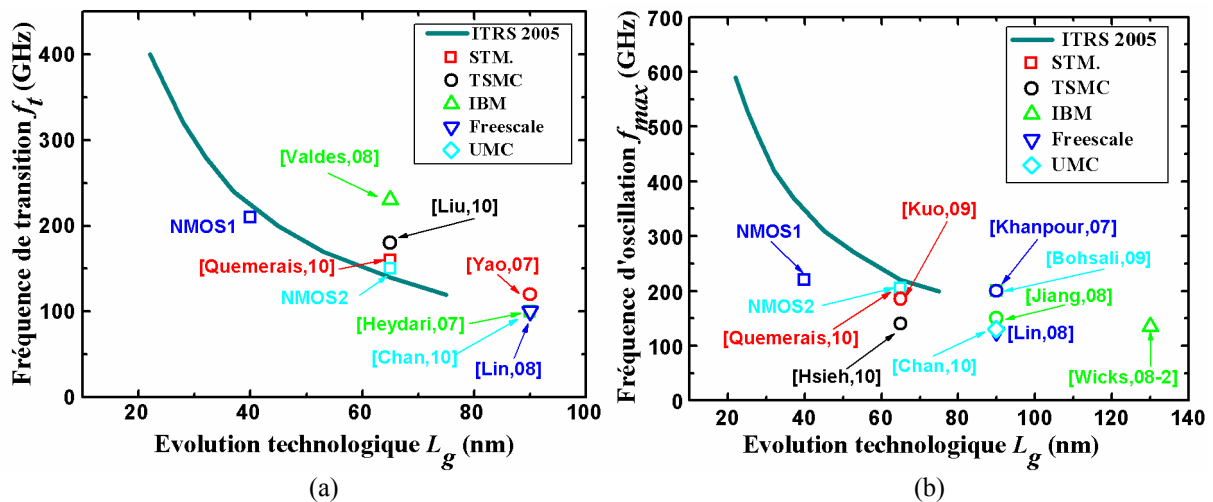 ITRS 2005
STM.
TSMC
IBM
Freescale
UMC
400
300
200
100
0
20
40
60
80
100
Fréquence de transition ft (GHz)
Evolution technologique Lg (nm)
[Valdes,08]
[Liu,10]
NMOS1
[Quemerais,10]
[Yao,07]
NMOS2
[Heydari,07]
[Chan,10]
[Lin,08]
(a)
ITRS 2005
STM.
TSMC
IBM
Freescale
UMC
700
600
500
400
300
200
100
0
20
40
60
80
100
120
140
Fréquence d'oscillation fmax (GHz)
Evolution technologique Lg (nm)
[Kuo,09]
[Khanpour,07]
NMOS1
[Bohsali,09]
NMOS2
[Jiang,08]
[Quemerais,10]
[Lin,08]
[Hsieh,10]
[Chan,10]
[Wicks,08-2]
(b)